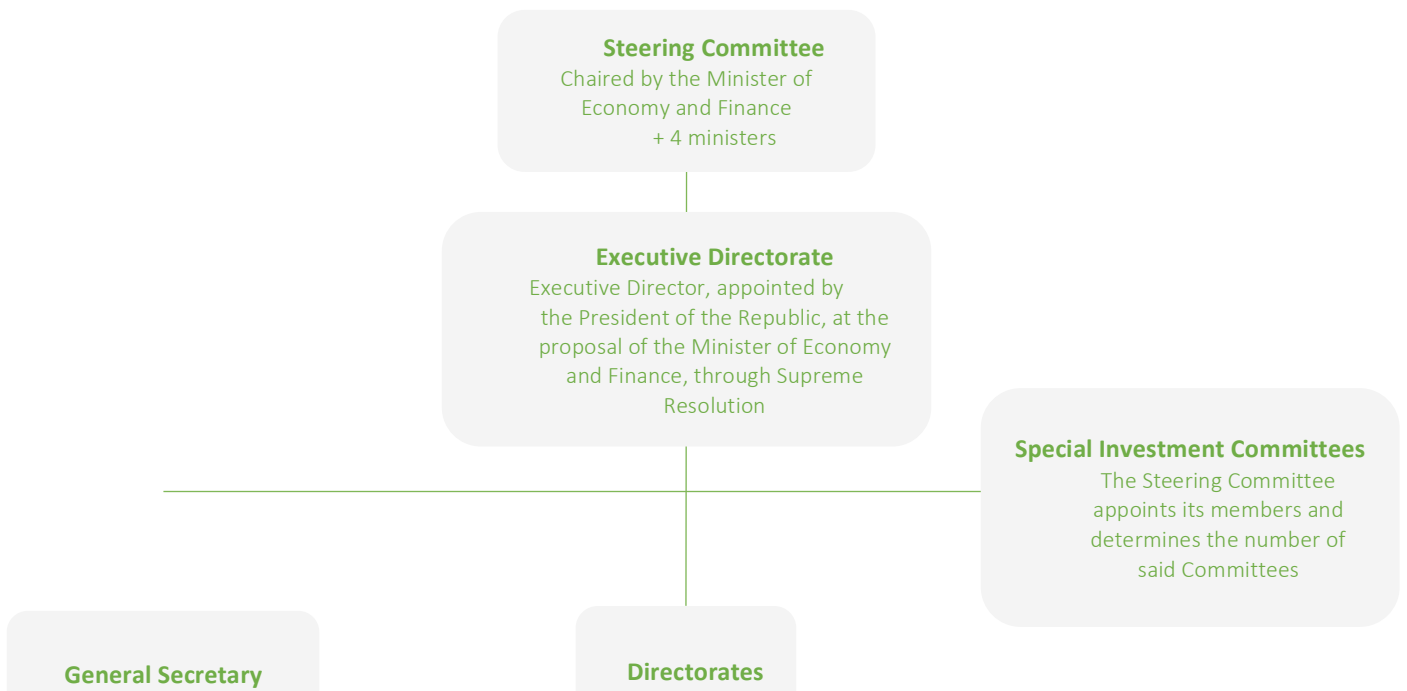 Steering Committee
Chaired by the Minister of
Economy and Finance
+ 4 ministers
Executive Directorate
Executive Director, appointed by
the President of the Republic, at the
proposal of the Minister of Economy
and Finance, through Supreme
Resolution
Special Investment Committees
The Steering Committee
appoints its members and
determines the number of
said Committees
General Secretary
Directorates